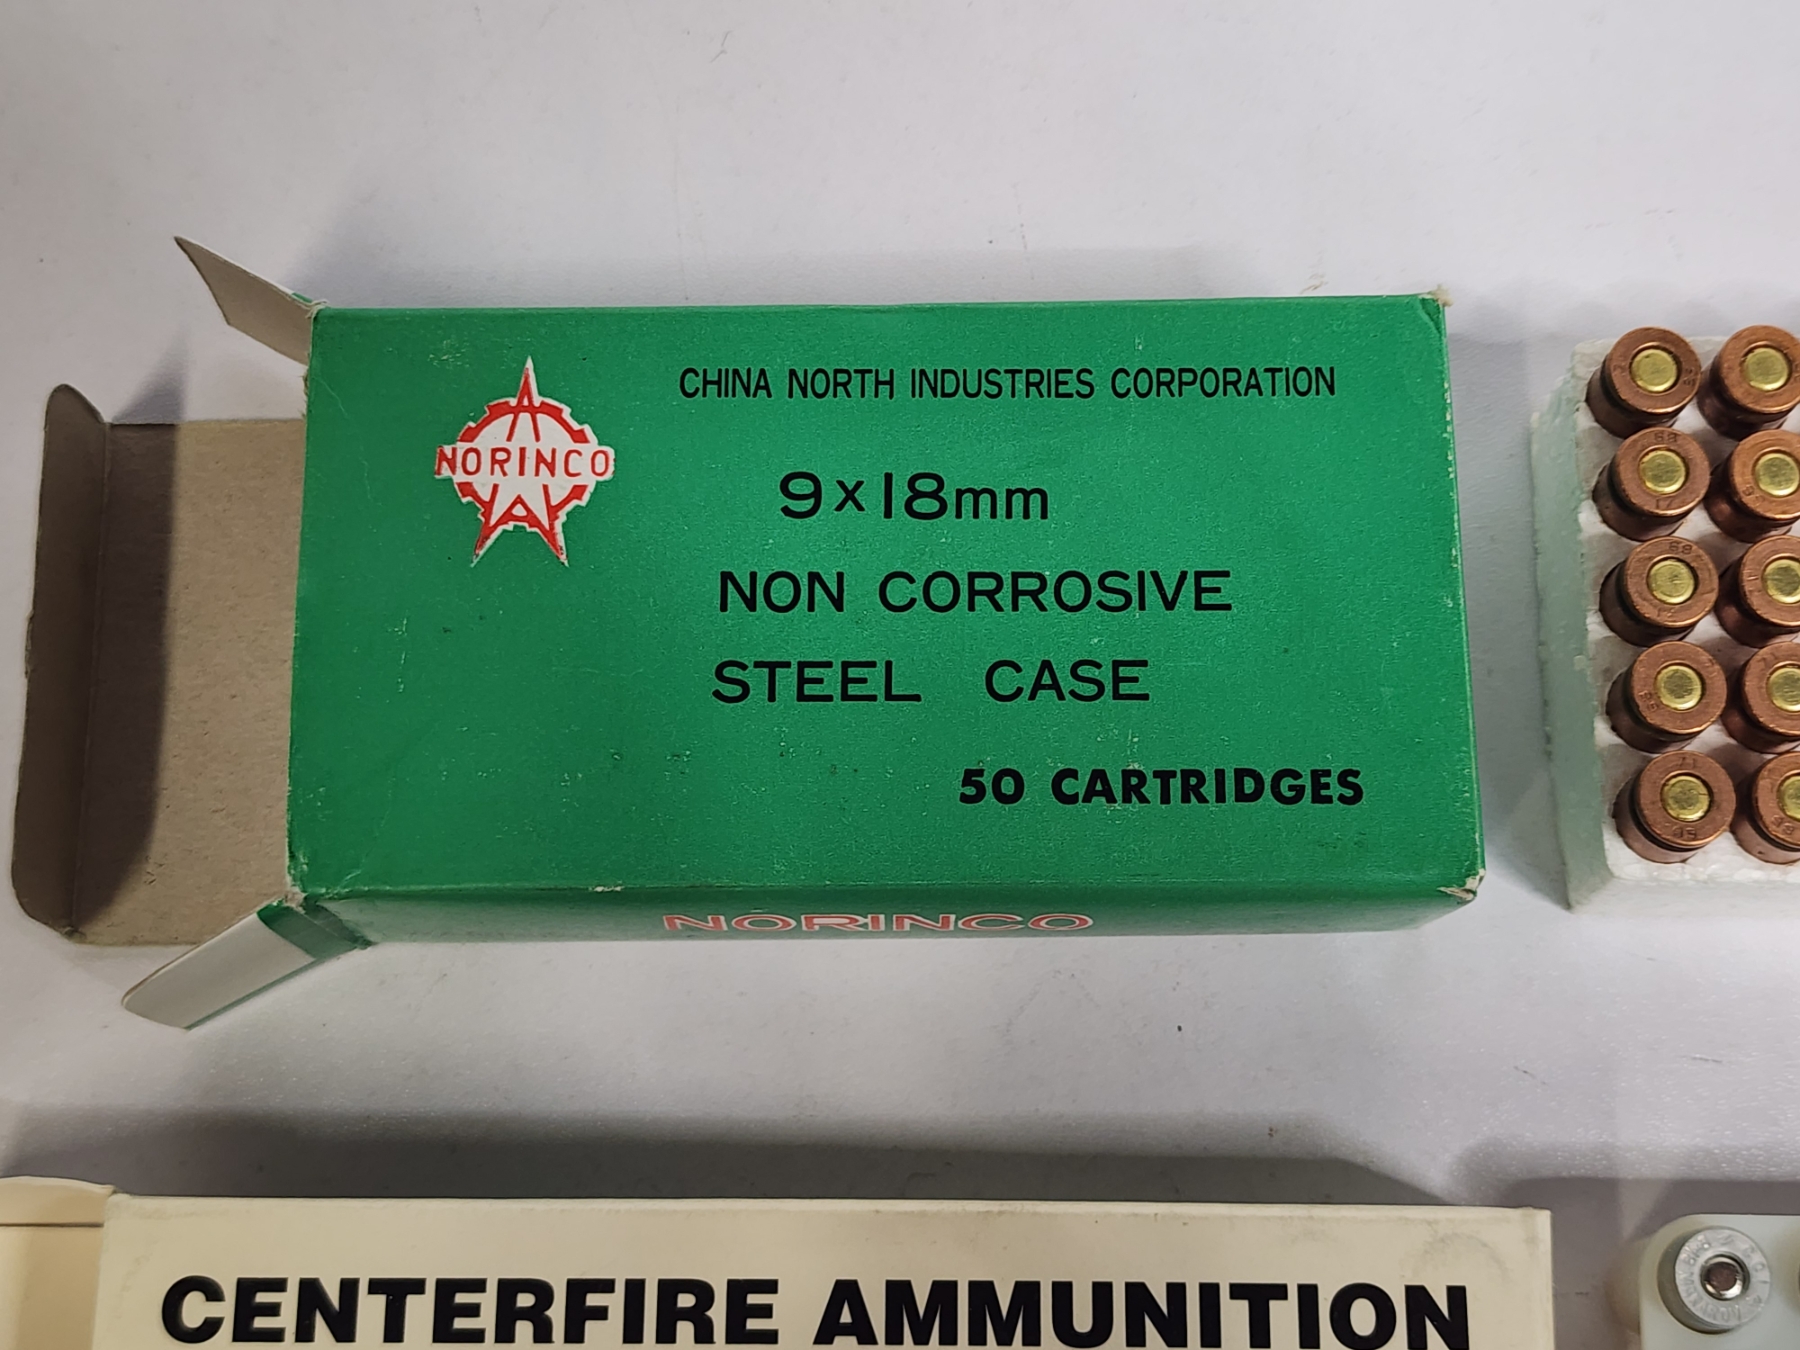 CHINA NORTH INDUSTRIES CORPORATION
NORINCO
9x18mm
NON CORROSIVE
STEEL CASE
50 CARTRIDGES
NORINCO
CENTERFIRE AMMUNITION